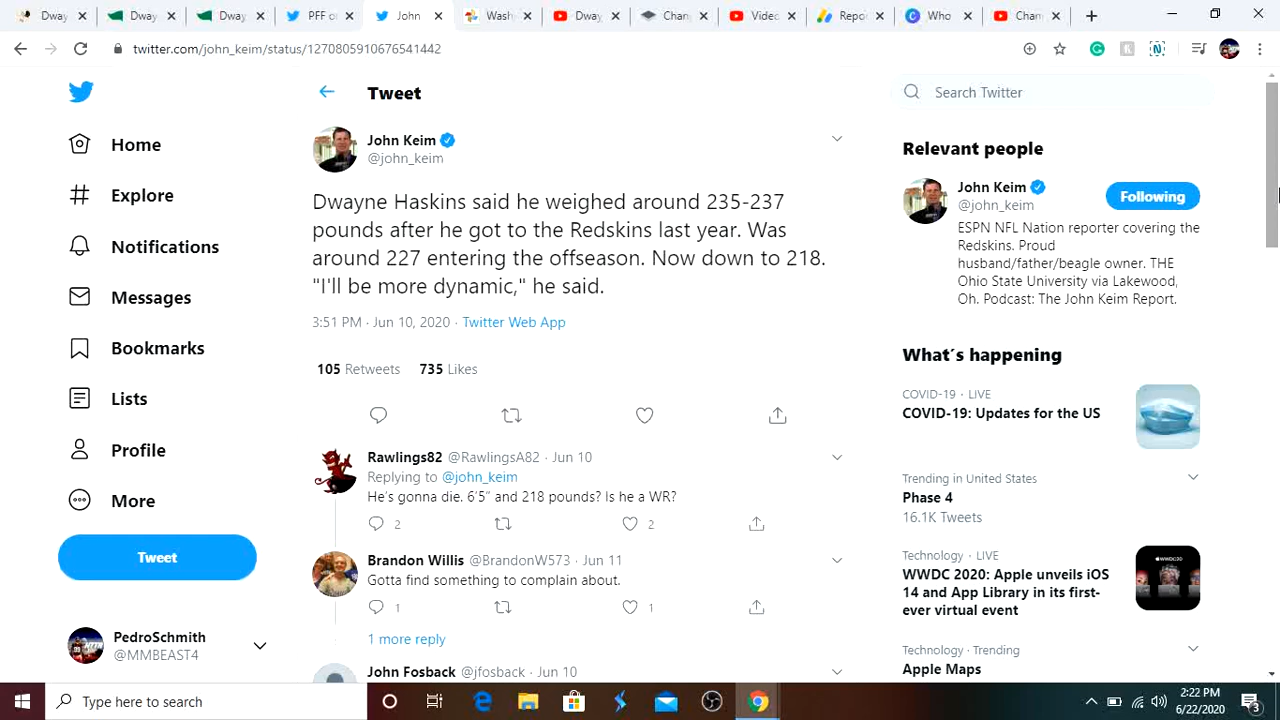 Dway
Dway
Dway
PFF or
John
Wash
Dway
Chang
Video
Repor
Who
Chan
twitter.com/john_keim/status/1270805910676541442
Tweet
Search Twitter
Home
Explore
Notifications
Messages
Bookmarks
Lists
Profile
More
Tweet
PedroSchmith
@MMBEAST4
John Keim
@john_keim
Dwayne Haskins said he weighed around 235-237
pounds after he got to the Redskins last year. Was
around 227 entering the offseason. Now down to 218.
"I'll be more dynamic," he said.
3:51 PM · Jun 10, 2020 · Twitter Web App
105 Retweets 735 Likes
Rawlings82 @RawlingsA82 · Jun 10
Replying to @john_keim
He's gonna die. 6'5" and 218 pounds? Is he a WR?
2 2
Brandon Willis @BrandonW573 · Jun 11
Gotta find something to complain about.
1 1
1 more reply
John Fosback @jfosback · Jun 10
Relevant people
John Keim
@john_keim
Following
ESPN NFL Nation reporter covering the
Redskins. Proud
husband/father/beagle owner. THE
Ohio State University via Lakewood,
Oh. Podcast: The John Keim Report.
What's happening
COVID-19 · LIVE
COVID-19: Updates for the US
Trending in United States
Phase 4
16.1K Tweets
Technology · LIVE
WWDC 2020: Apple unveils iOS
14 and App Library in its first-
ever virtual event
Technology · Trending
Apple Maps
Type here to search
2:22 PM
6/22/2020
3